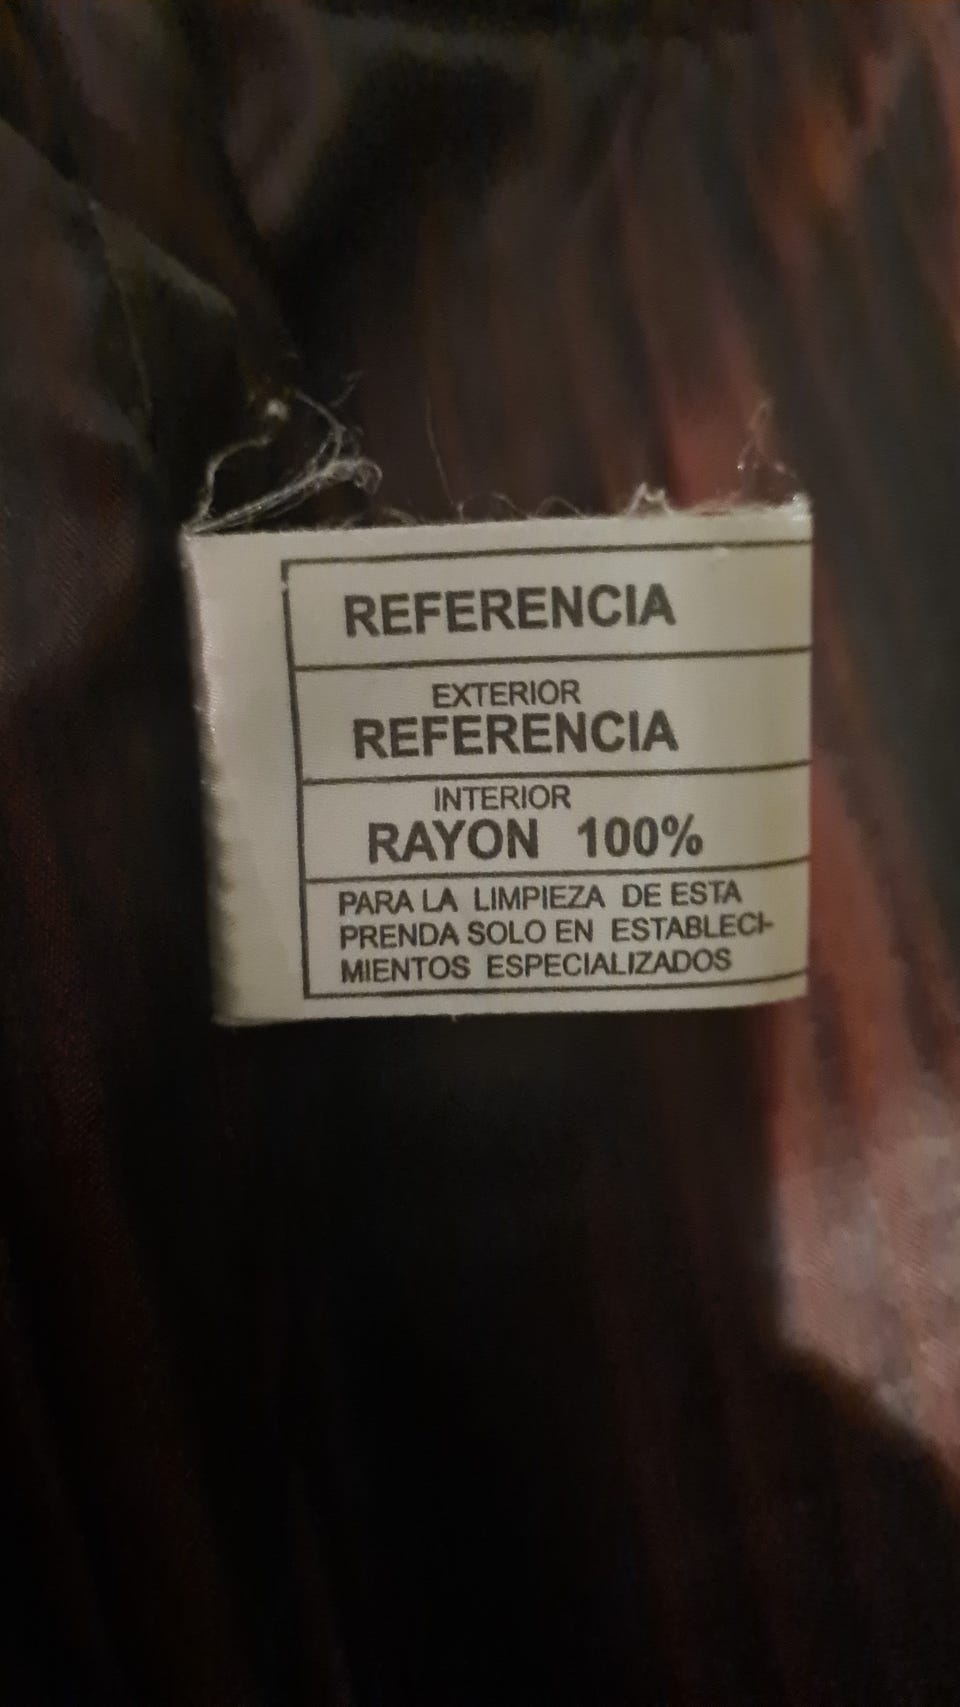 REFERENCIA
EXTERIOR
REFERENCIA
INTERIOR
RAYON 100%
PARA LA LIMPIEZA DE ESTA
PRENDA SOLO EN ESTABLECI-
MIENTOS ESPECIALIZADOS